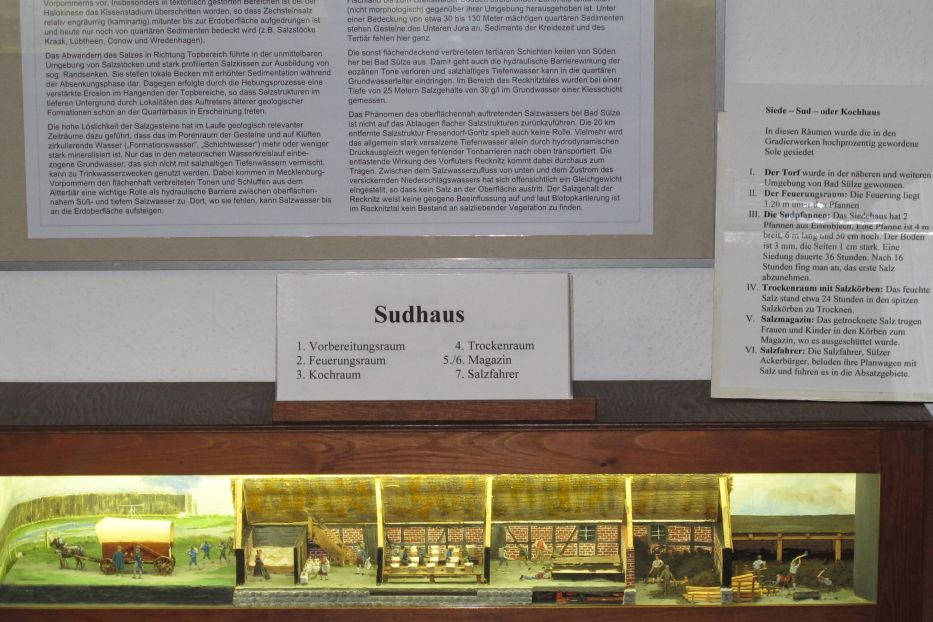 Vorpommerns vor. Insbesonders in tektonisch gestörten Bereichen ist bei der
Halokinese das Kissenstadium überschritten worden, so dass Zechsteinsalz
relativ engräumig (kaminartig) mitunter bis zur Erdoberfläche aufgedrungen ist
und heute nur noch von quartären Sedimenten bedeckt wird (z.B. Salzstöcke
Kraak, Lübtheen, Conow und Wredenhagen).
Das Abwandern des Salzes in Richtung Topbereich führte in der unmittelbaren
Umgebung von Salzstöcken und stark profilierten Salzkissen zur Ausbildung von
sog. Randsenken. Sie stellen lokale Becken mit erhöhter Sedimentation während
der Absenkungsphase dar. Dagegen erfolgte durch die Hebungsprozesse eine
verstärkte Erosion im Hangenden der Topbereiche, so dass Salzstrukturen im
tieferen Untergrund durch Lokalitäten des Auftretens älterer geologischer
Formationen schon an der Quartärbasis in Erscheinung treten.
Die hohe Löslichkeit der Salzgesteine hat im Laufe geologisch relevanter
Zeiträume dazu geführt, dass das im Porenraum der Gesteine und auf Klüften
zirkulierende Wasser („Formationswasser“, „Schichtwasser“) mehr oder weniger
stark mineralisiert ist. Nur das in den meteorischen Wasserkreislauf einbe-
zogene Grundwasser, das sich nicht mit salzhaltigen Tiefenwässern vermischt,
kann zu Trinkwasserzwecken genutzt werden. Dabei kommen in Mecklenburg-
Vorpommern den flächenhaft verbreiteten Tonen und Schluffen aus dem
Alttertiär eine wichtige Rolle als hydraulische Barriere zwischen oberflächen-
nahem Süß- und tiefem Salzwasser zu. Dort, wo sie fehlen, kann Salzwasser bis
an die Erdoberfläche aufsteigen.
(nicht morphologisch) gegenüber ihrer Umgebung herausgehoben ist. Unter
einer Bedeckung von etwa 30 bis 130 Meter mächtigen quartären Sedimenten
stehen Gesteine des Unteren Jura an. Sedimente der Kreidezeit und des
Tertiär fehlen hier ganz.
Die sonst flächendeckend verbreiteten tertiären Schichten keilen von Süden
her bei Bad Sülze aus. Damit geht auch die hydraulische Barrierewirkung der
eozänen Tone verloren und salzhaltiges Tiefenwasser kann in die quartären
Grundwasserleiter eindringen. Im Bereich des Recknitztales wurden bei einer
Tiefe von 25 Metern Salzgehalte von 30 g/l im Grundwasser einer Kiesschicht
gemessen.
Das Phänomen des oberflächennah auftretenden Salzwassers bei Bad Sülze
ist nicht auf das Ablaugen flacher Salzstrukturen zurückzuführen. Die 20 km
entfernte Salzstruktur Fresendorf-Goritz spielt auch keine Rolle. Vielmehr wird
das allgemein stark versalzene Tiefenwasser allein durch hydrodynamischen
Druckausgleich wegen fehlender Tonbarrieren nach oben transportiert. Die
entlastende Wirkung des Vorfluters Recknitz kommt dabei durchaus zum
Tragen. Zwischen dem Salzwasserzufluss von unten und dem Zustrom des
versickernden Niederschlagswassers hat sich offensichtlich ein Gleichgewicht
eingestellt, so dass kein Salz an der Oberfläche austritt. Der Salzgehalt der
Recknitz weist keine geogene Beeinflussung auf und laut Biotopkartierung ist
im Recknitztal kein Bestand an salzliebender Vegetation zu finden.
Siede – Sud – oder Kochhaus
In diesen Räumen wurde die in den
Gradierwerken hochprozentig gewordene
Sole gesiedet
I. Der Torf wurde in der näheren und weiteren
Umgebung von Bad Sülze gewonnen.
II. Der Feuerungsraum: Die Feuerung liegt
1,20 m unter den Pfannen
III. Die Sudpfannen: Das Siedehaus hat 2
Pfannen aus Eisenblech. Eine Pfanne ist 4 m
breit, 6 m lang und 50 cm hoch. Der Boden
ist 3 mm, die Seiten 1 cm stark. Eine
Siedung dauerte 36 Stunden. Nach 16
Stunden fing man an, das erste Salz
abzunehmen.
IV. Trockenraum mit Salzkörben: Das feuchte
Salz stand etwa 24 Stunden in den spitzen
Salzkörben zu Trocknen.
V. Salzmagazin: Das getrocknete Salz trugen
Frauen und Kinder in den Körben zum
Magazin, wo es ausgeschüttet wurde.
VI. Salzfahrer: Die Salzfahrer, Sülzer
Ackerbürger, beluden ihre Planwagen mit
Salz und fuhren es in die Absatzgebiete.
Sudhaus
1. Vorbereitungsraum
2. Feuerungsraum
3. Kochraum
4. Trockenraum
5./6. Magazin
7. Salzfahrer